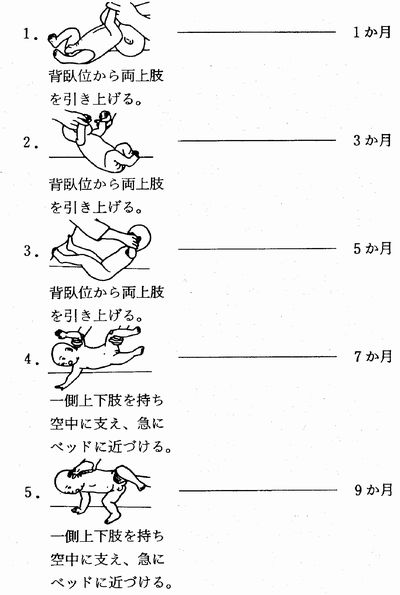 1. 1か月
背臥位から両上肢
を引き上げる。
2. 3か月
背臥位から両上肢
を引き上げる。
3. 5か月
背臥位から両上肢
を引き上げる。
4. 7か月
一側上下肢を持ち
空中に支え、急に
ベッドに近づける。
5. 9か月
一側上下肢を持ち
空中に支え、急に
ベッドに近づける。